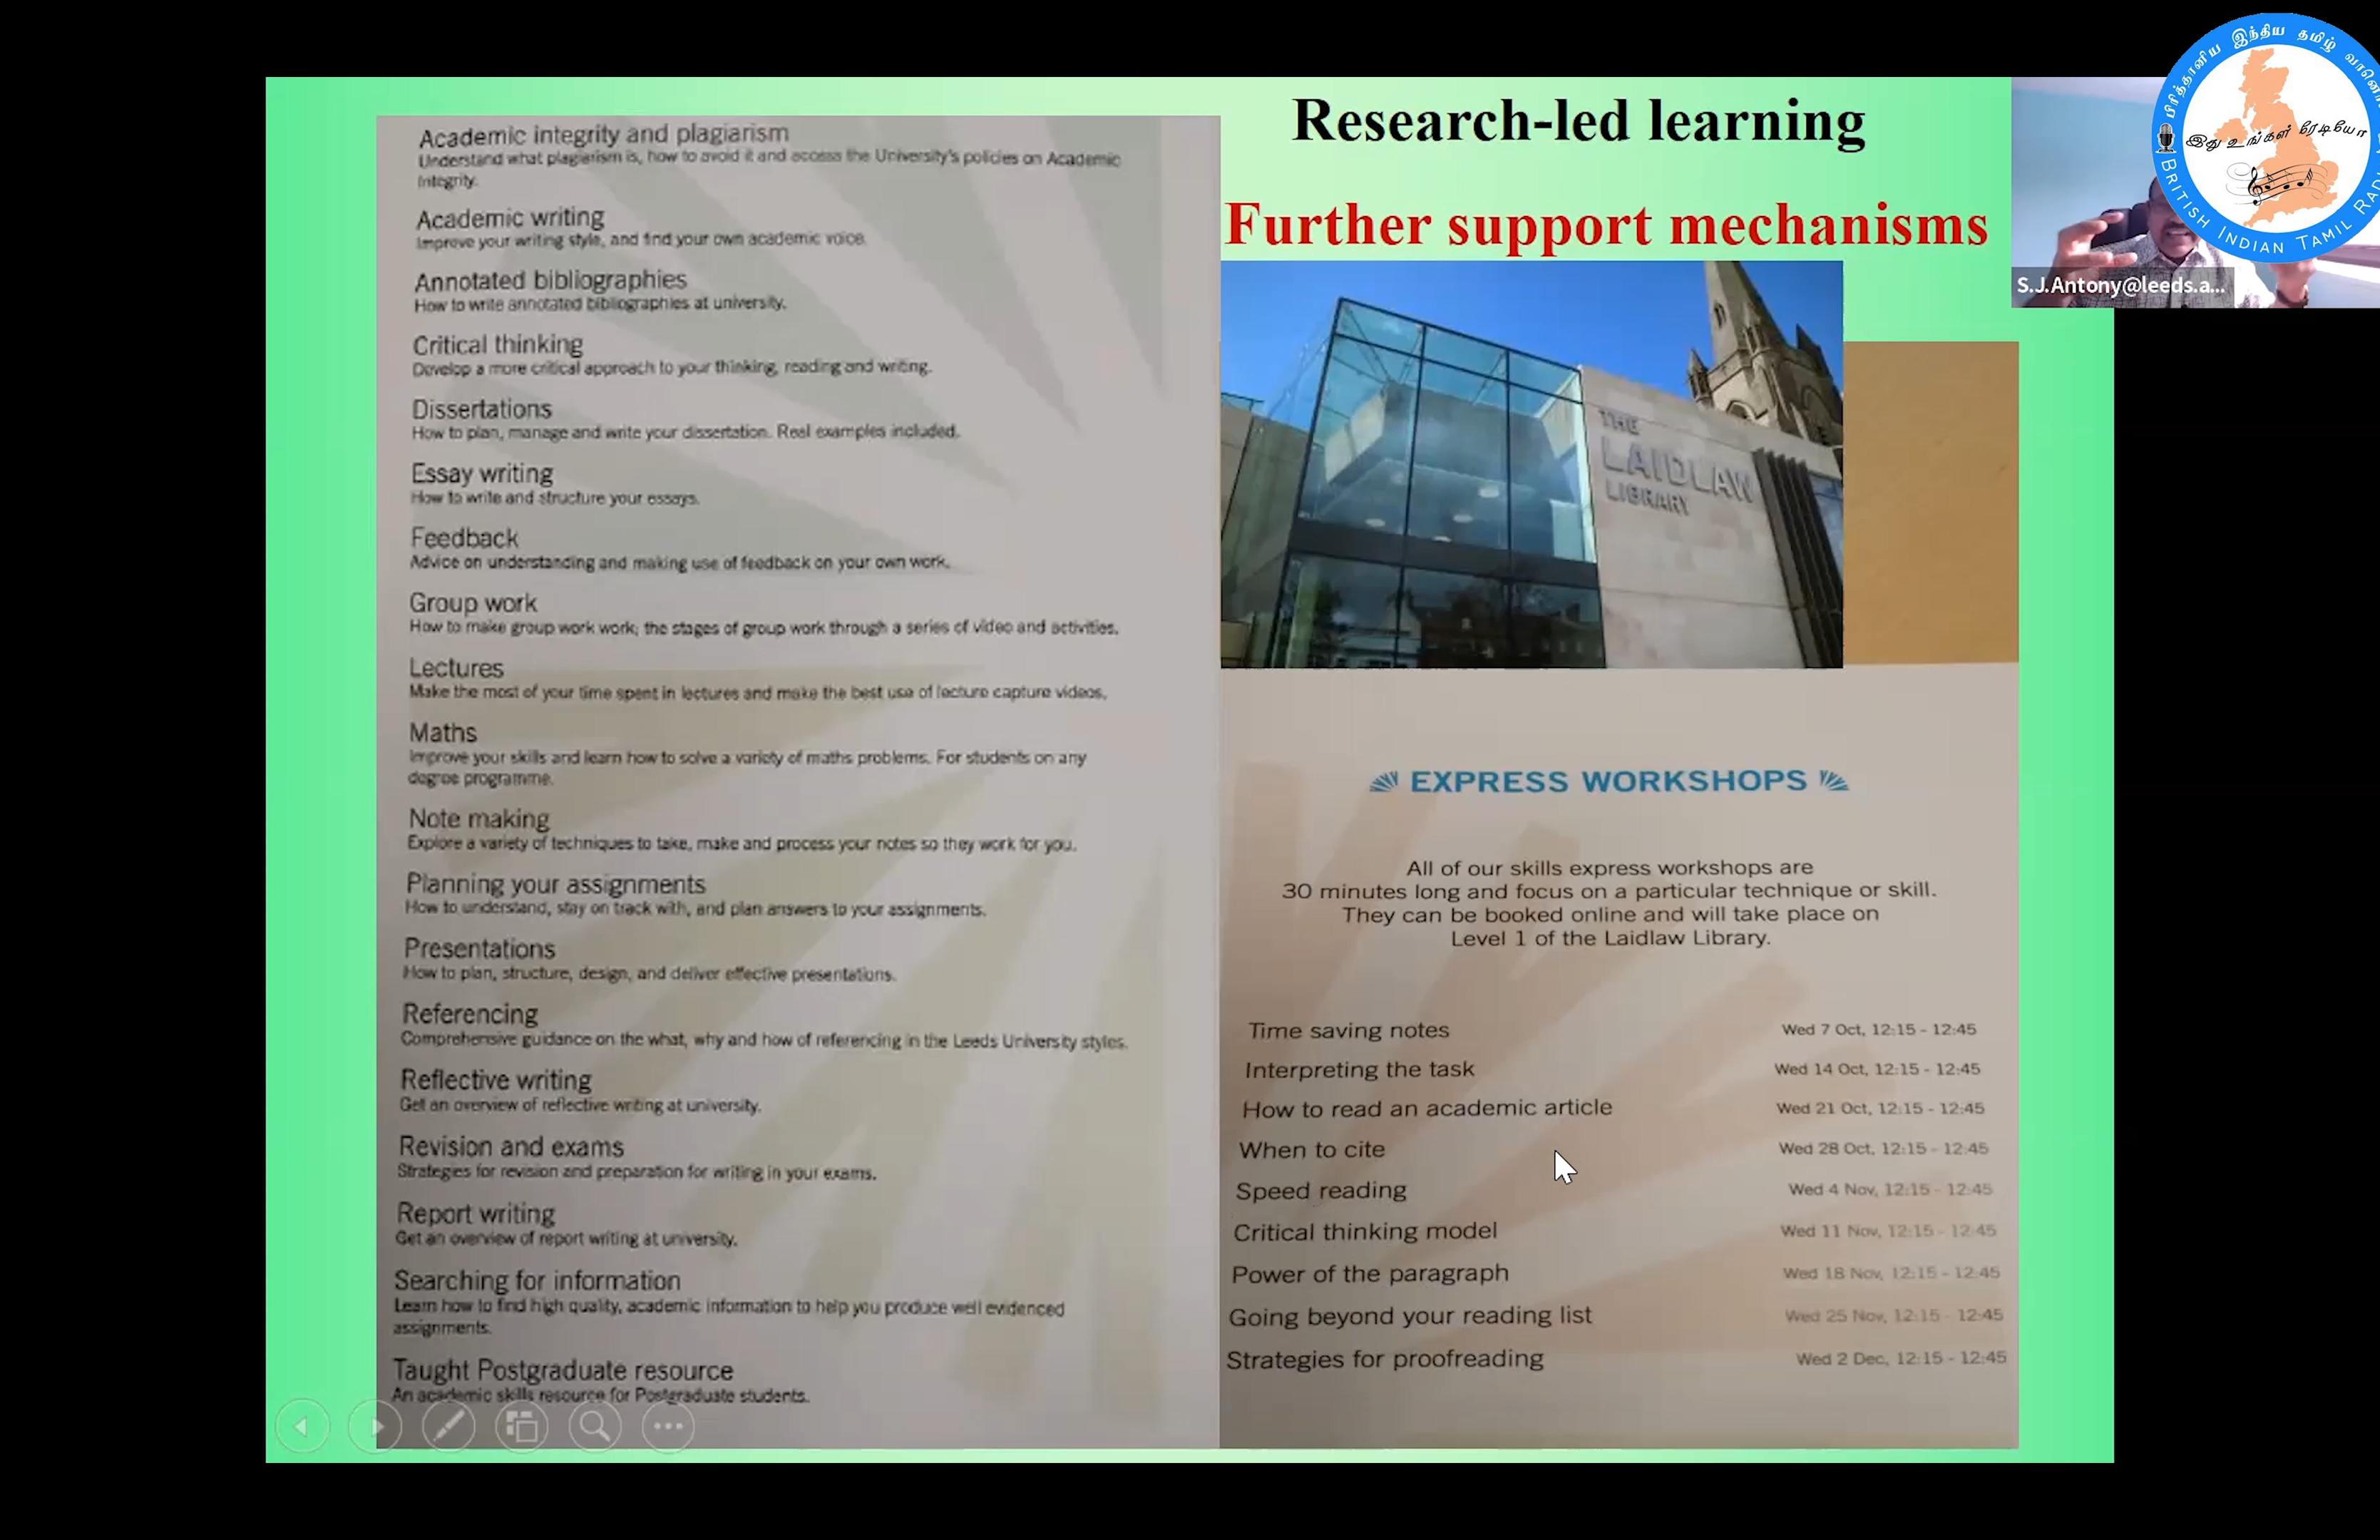 Research-led learning
Further support mechanisms
Academic integrity and plagiarism
Understand what plagiarism is, how to avoid it and access the University's policies on Academic
Integrity.
Academic writing
Improve your writing style, and find your own academic voice.
Annotated bibliographies
How to write annotated bibliographies at university.
Critical thinking
Develop a more critical approach to your thinking, reading and writing.
Dissertations
How to plan, manage and write your dissertation. Real examples included.
Essay writing
How to write and structure your essays.
Feedback
Advice on understanding and making use of feedback on your own work.
Group work
How to make group work work; the stages of group work through a series of video and activities.
Lectures
Make the most of your time spent in lectures and make the best use of lecture capture videos.
Maths
Improve your skills and learn how to solve a variety of maths problems. For students on any
degree programme.
Note making
Explore a variety of techniques to take, make and process your notes so they work for you.
Planning your assignments
How to understand, stay on track with, and plan answers to your assignments.
Presentations
How to plan, structure, design, and deliver effective presentations.
Referencing
Comprehensive guidance on the what, why and how of referencing in the Leeds University styles.
Reflective writing
Get an overview of reflective writing at university.
Revision and exams
Strategies for revision and preparation for writing in your exams.
Report writing
Get an overview of report writing at university.
Searching for information
Learn how to find high quality, academic information to help you produce well evidenced
assignments.
Taught Postgraduate resource
An academic skills resource for Postgraduate students.
THE
LAIDLAW
LIBRARY
EXPRESS WORKSHOPS
All of our skills express workshops are
30 minutes long and focus on a particular technique or skill.
They can be booked online and will take place on
Level 1 of the Laidlaw Library.
Time saving notes Wed 7 Oct, 12:15 - 12:45
Interpreting the task Wed 14 Oct, 12:15 - 12:45
How to read an academic article Wed 21 Oct, 12:15 - 12:45
When to cite Wed 28 Oct, 12:15 - 12:45
Speed reading Wed 4 Nov, 12:15 - 12:45
Critical thinking model Wed 11 Nov, 12:15 - 12:45
Power of the paragraph Wed 18 Nov, 12:15 - 12:45
Going beyond your reading list Wed 25 Nov, 12:15 - 12:45
Strategies for proofreading Wed 2 Dec, 12:15 - 12:45
S.J.Antony@leeds.a...
பிரித்தானிய இந்திய தமிழ்
இது உங்கள் ரேடியோ
BRITISH INDIAN TAMIL